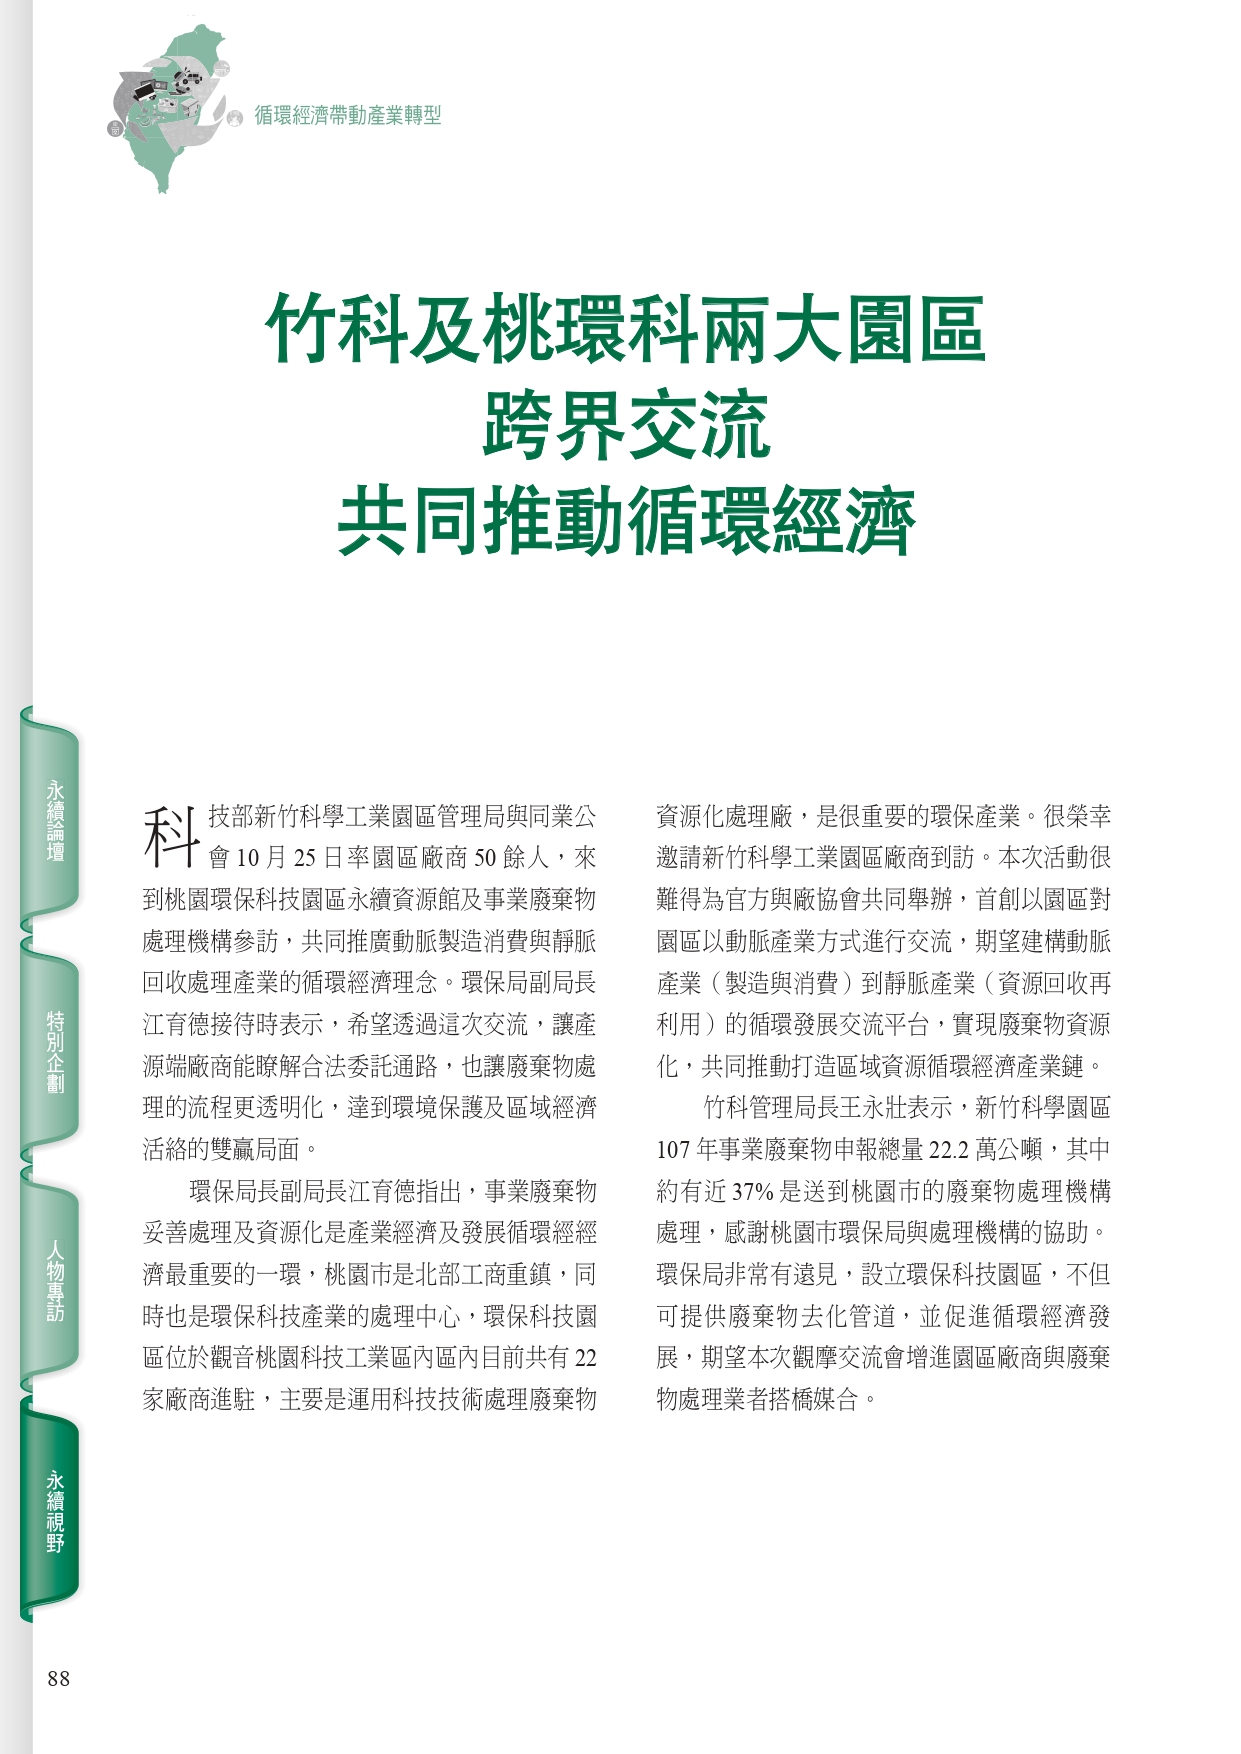 循環經濟帶動產業轉型
竹科及桃環科兩大園區
跨界交流
共同推動循環經濟
永續論壇
特別企劃
人物專訪
永續視野
科技部新竹科學工業園區管理局與同業公
會 10 月 25 日率園區廠商 50 餘人，來
到桃園環保科技園區永續資源館及事業廢棄物
處理機構參訪，共同推廣動脈製造消費與靜脈
回收處理產業的循環經濟理念。環保局副局長
江育德接待時表示，希望透過這次交流，讓產
源端廠商能瞭解合法委託通路，也讓廢棄物處
理的流程更透明化，達到環境保護及區域經濟
活絡的雙贏局面。
環保局長副局長江育德指出，事業廢棄物
妥善處理及資源化是產業經濟及發展循環經經
濟最重要的一環，桃園市是北部工商重鎮，同
時也是環保科技產業的處理中心，環保科技園
區位於觀音桃園科技工業區內區內目前共有 22
家廠商進駐，主要是運用科技技術處理廢棄物
資源化處理廠，是很重要的環保產業。很榮幸
邀請新竹科學工業園區廠商到訪。本次活動很
難得為官方與廠協會共同舉辦，首創以園區對
園區以動脈產業方式進行交流，期望建構動脈
產業（製造與消費）到靜脈產業（資源回收再
利用）的循環發展交流平台，實現廢棄物資源
化，共同推動打造區域資源循環經濟產業鏈。
竹科管理局長王永壯表示，新竹科學園區
107 年事業廢棄物申報總量 22.2 萬公噸，其中
約有近 37% 是送到桃園市的廢棄物處理機構
處理，感謝桃園市環保局與處理機構的協助。
環保局非常有遠見，設立環保科技園區，不但
可提供廢棄物去化管道，並促進循環經濟發
展，期望本次觀摩交流會增進園區廠商與廢棄
物處理業者搭橋媒合。
88